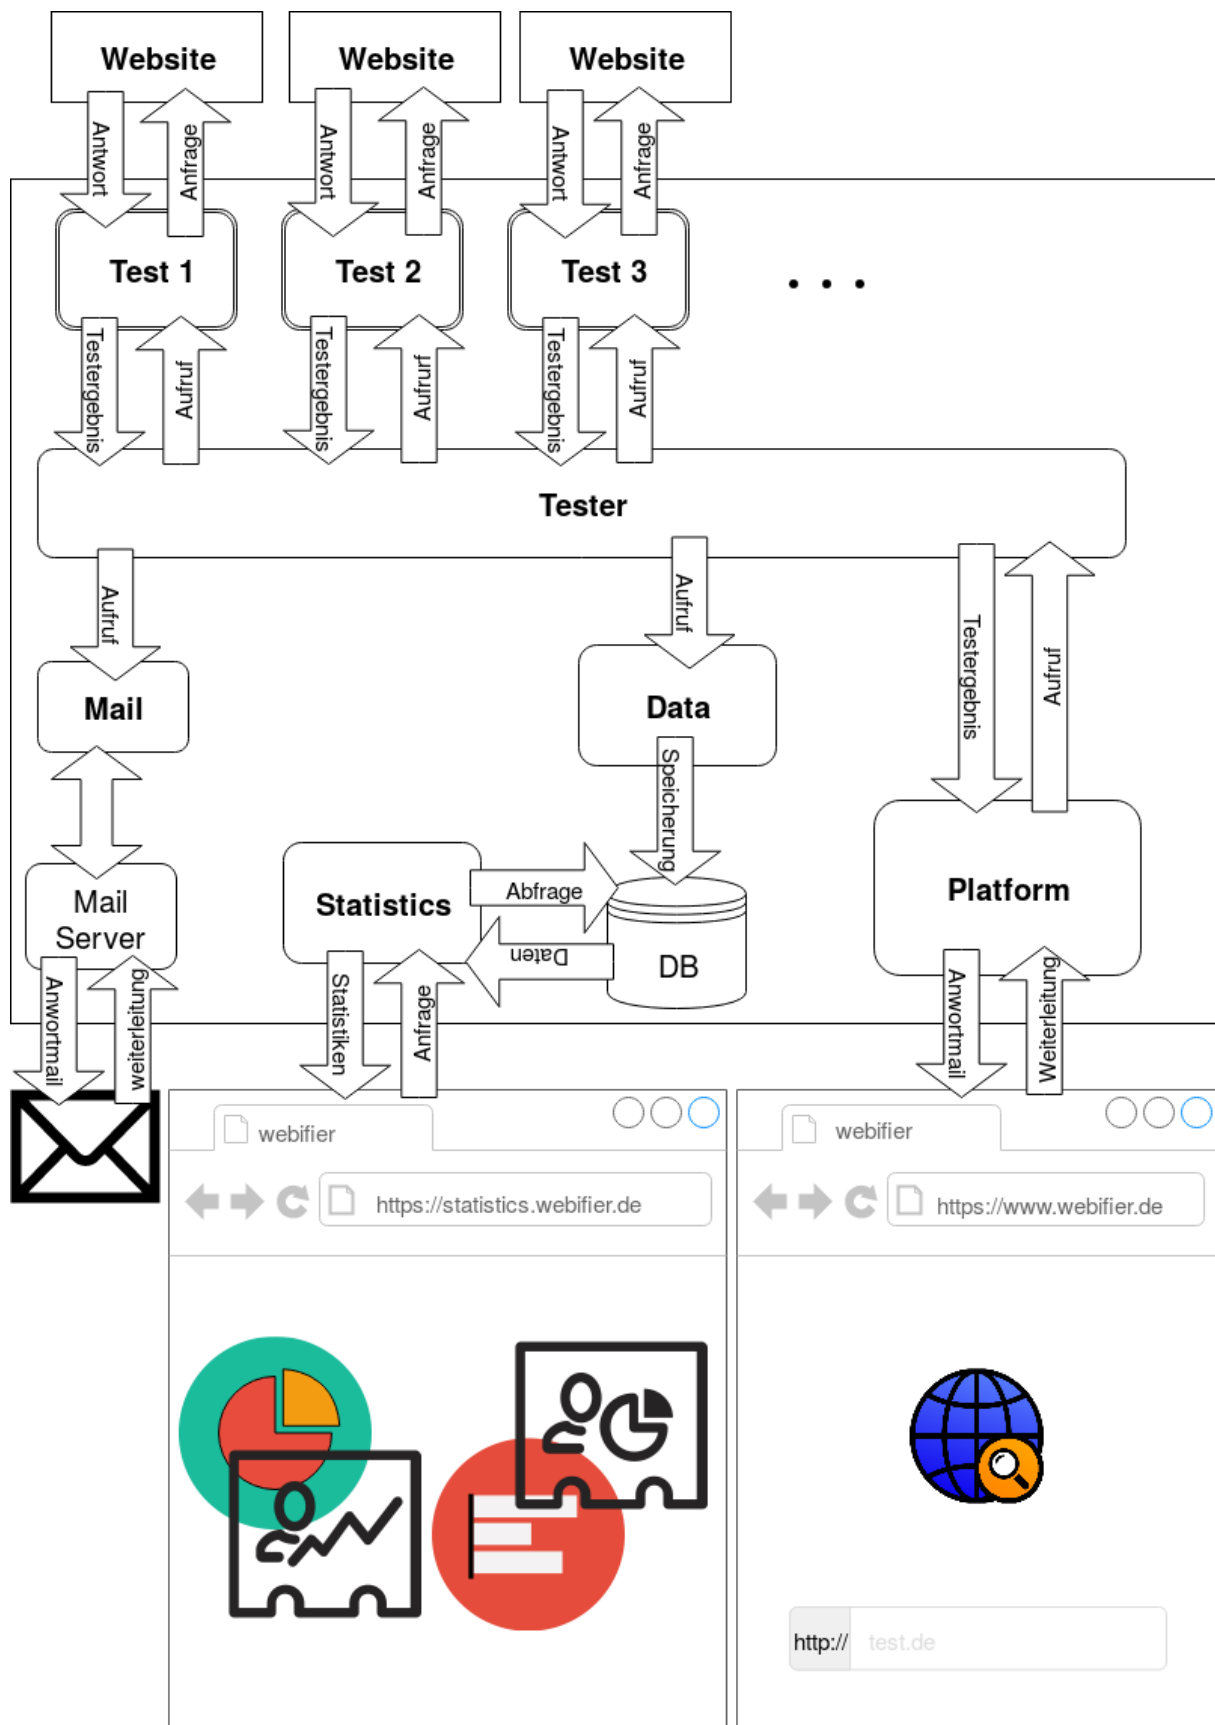 Website
Website
Website
Antwort
Anfrage
Antwort
Anfrage
Antwort
Anfrage
Test 1
Test 2
Test 3
. . .
Testergebnis
Aufruf
Testergebnis
Aufrurf
Testergebnis
Aufruf
Tester
Aufruf
Aufruf
Testergebnis
Aufruf
Mail
Data
Speicherung
Mail
Server
Statistics
Abfrage
Daten
DB
Platform
Anwortmail
weiterleitung
Statistiken
Anfrage
Anwortmail
Weiterleitung
webifier
https://statistics.webifier.de
webifier
https://www.webifier.de
http://
test.de